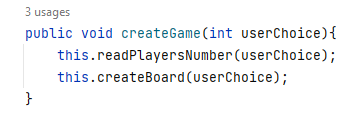 3 usages
public void createGame(int userChoice){
    this.readPlayersNumber(userChoice);
    this.createBoard(userChoice);
}